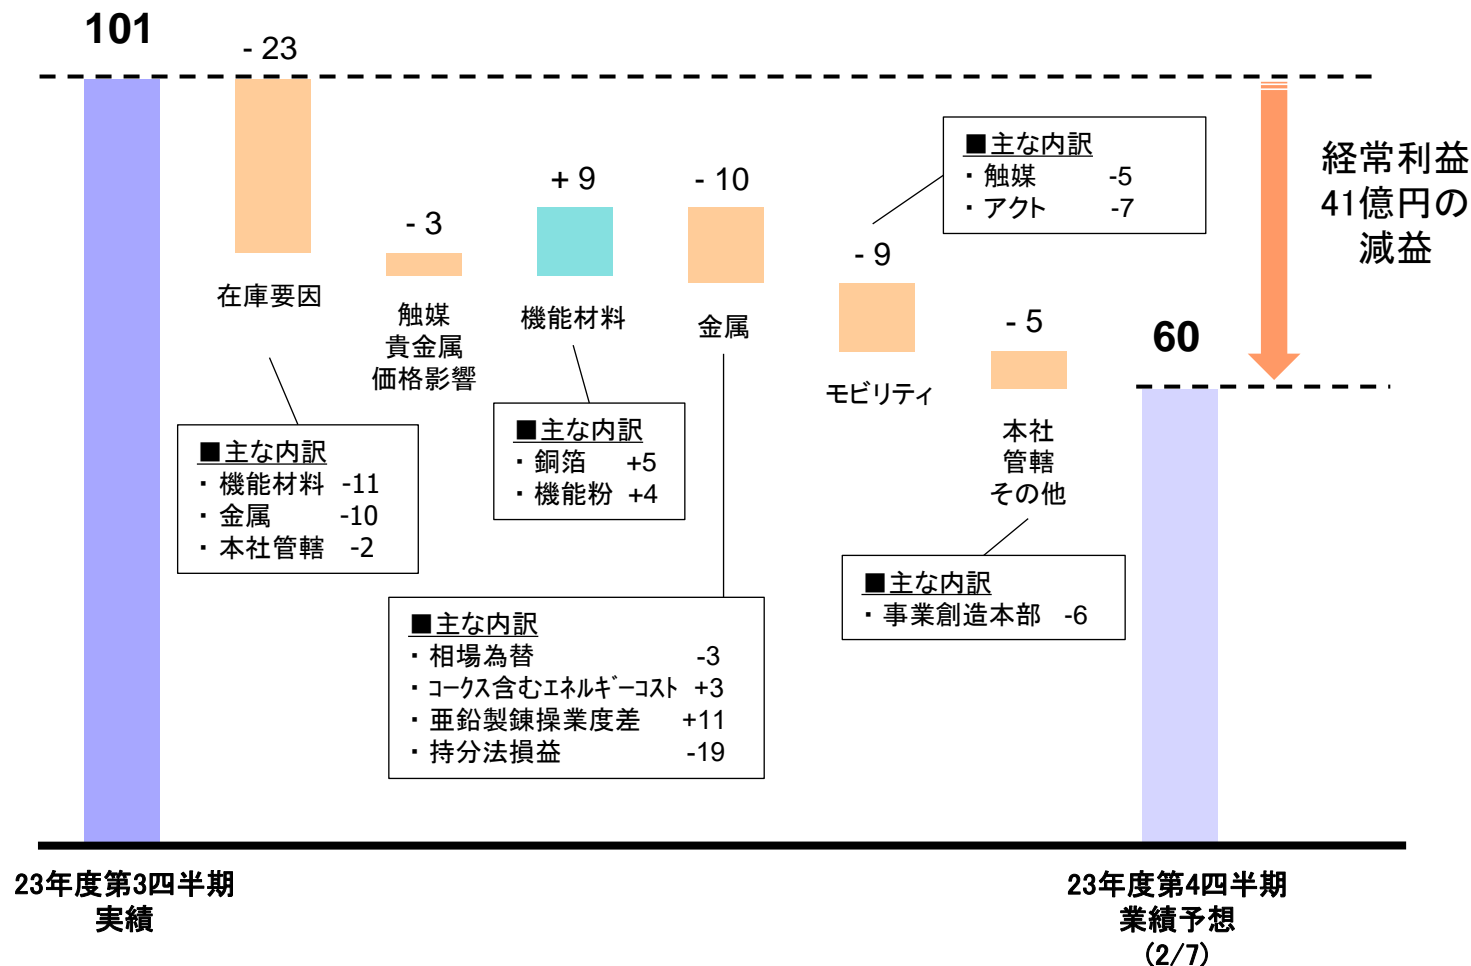 101
- 23
- 3
+ 9
- 10
- 9
- 5
60
在庫要因
触媒
貴金属
価格影響
機能材料
金属
モビリティ
本社
管轄
その他
経常利益
41億円の
減益
■主な内訳
・ 触媒 -5
・ アクト -7
■主な内訳
・ 機能材料 -11
・ 金属 -10
・ 本社管轄 -2
■主な内訳
・ 銅箔 +5
・ 機能粉 +4
■主な内訳
・ 相場為替 -3
・ コークス含むエネルギーコスト +3
・ 亜鉛製錬操業度差 +11
・ 持分法損益 -19
■主な内訳
・ 事業創造本部 -6
23年度第3四半期
実績
23年度第4四半期
業績予想
(2/7)